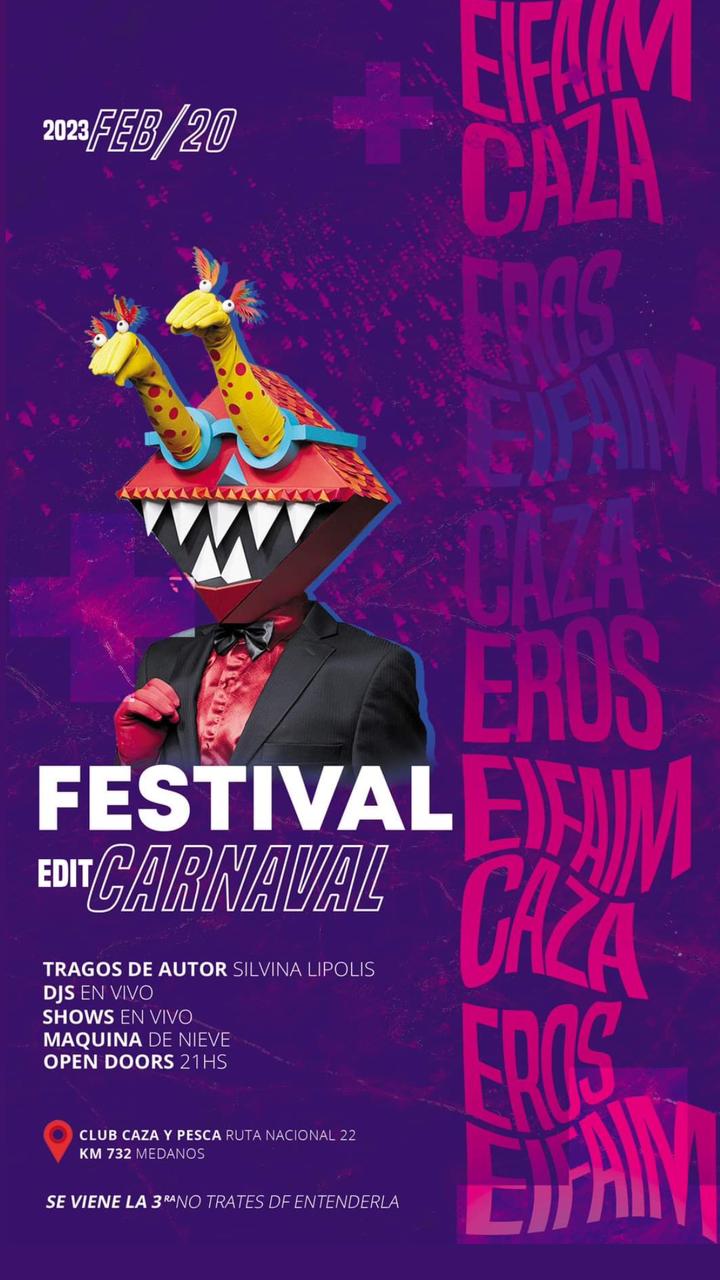 2023 FEB/20
FESTIVAL
EDIT CARNAVAL
TRAGOS DE AUTOR SILVINA LIPOLIS
DJS EN VIVO
SHOWS EN VIVO
MAQUINA DE NIEVE
OPEN DOORS 21HS
CLUB CAZA Y PESCA RUTA NACIONAL 22
KM 732 MEDANOS
SE VIENE LA 3RA NO TRATES DF ENTENDERLA
EIFAIM
CAZA
EROS
EIFAIM
CAZA
EROS
EIFAIM
CAZA
EROS
EIFAIM